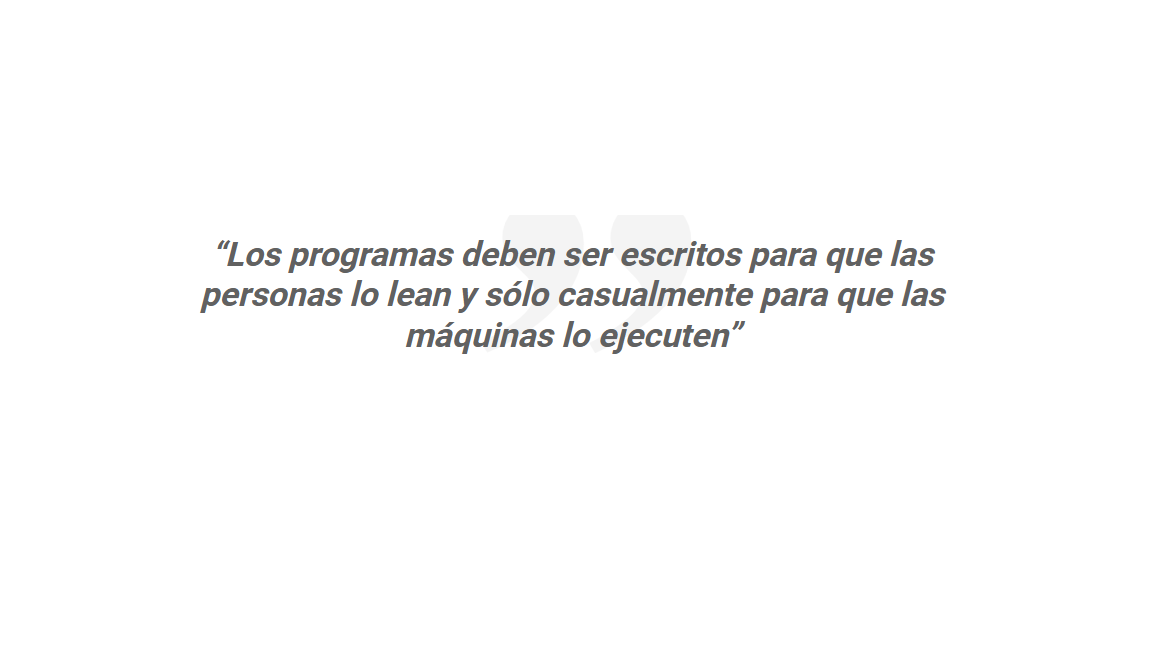 “Los programas deben ser escritos para que las
personas lo lean y sólo casualmente para que las
máquinas lo ejecuten”